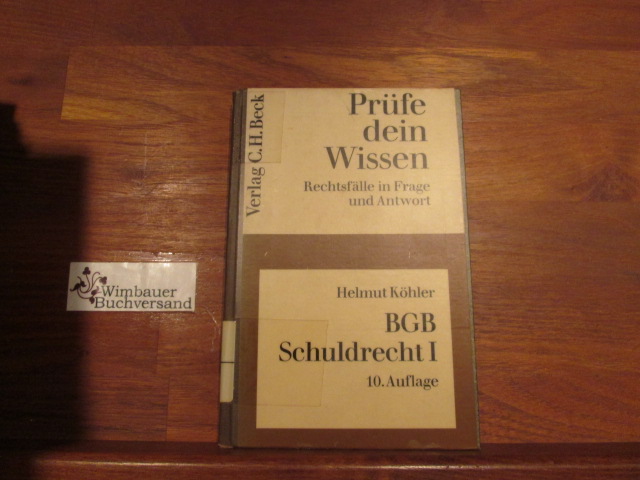 Verlag C.H.Beck
Prüfe
dein
Wissen
Rechtsfälle in Frage
und Antwort
Helmut Köhler
BGB
Schuldrecht I
10. Auflage
Wimbauer
Buchversand